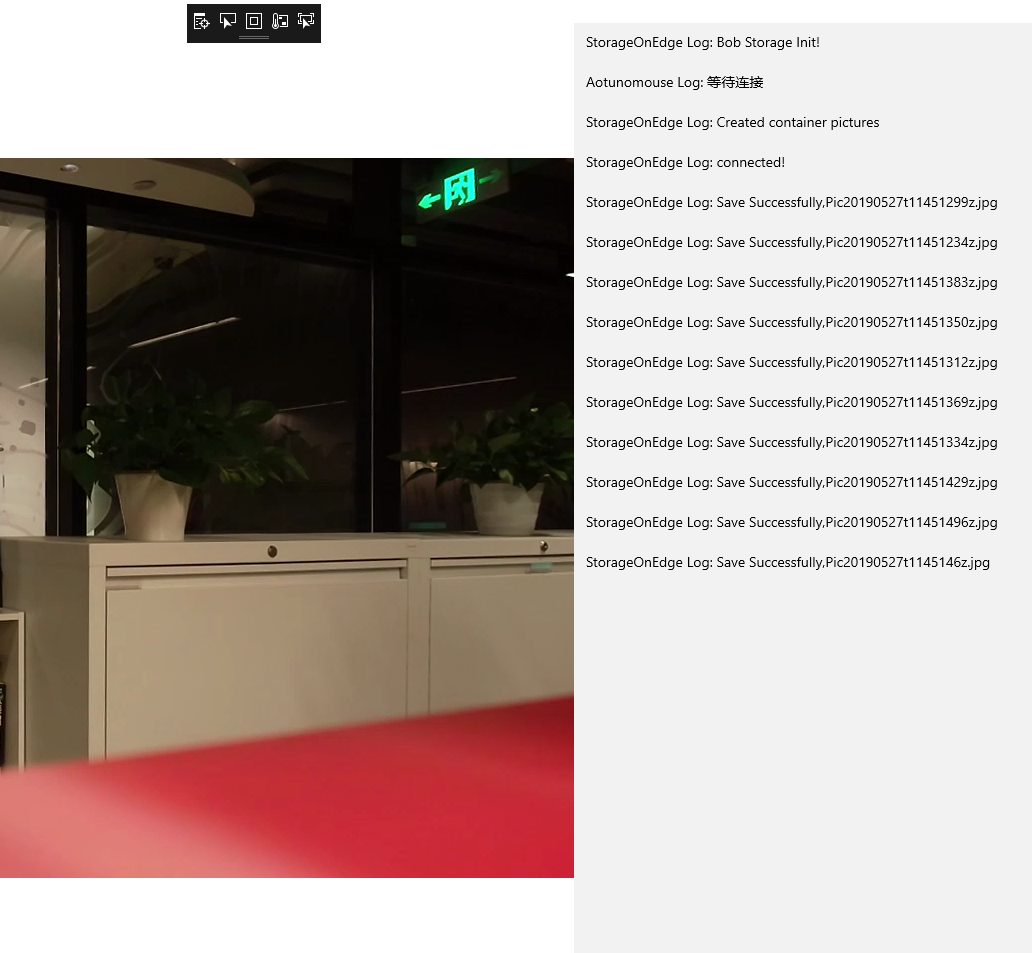 StorageOnEdge Log: Bob Storage Init!
Aotunomouse Log: 等待连接
StorageOnEdge Log: Created container pictures
StorageOnEdge Log: connected!
StorageOnEdge Log: Save Successfully,Pic20190527t11451299z.jpg
StorageOnEdge Log: Save Successfully,Pic20190527t11451234z.jpg
StorageOnEdge Log: Save Successfully,Pic20190527t11451383z.jpg
StorageOnEdge Log: Save Successfully,Pic20190527t11451350z.jpg
StorageOnEdge Log: Save Successfully,Pic20190527t11451312z.jpg
StorageOnEdge Log: Save Successfully,Pic20190527t11451369z.jpg
StorageOnEdge Log: Save Successfully,Pic20190527t11451334z.jpg
StorageOnEdge Log: Save Successfully,Pic20190527t11451429z.jpg
StorageOnEdge Log: Save Successfully,Pic20190527t11451496z.jpg
StorageOnEdge Log: Save Successfully,Pic20190527t1145146z.jpg